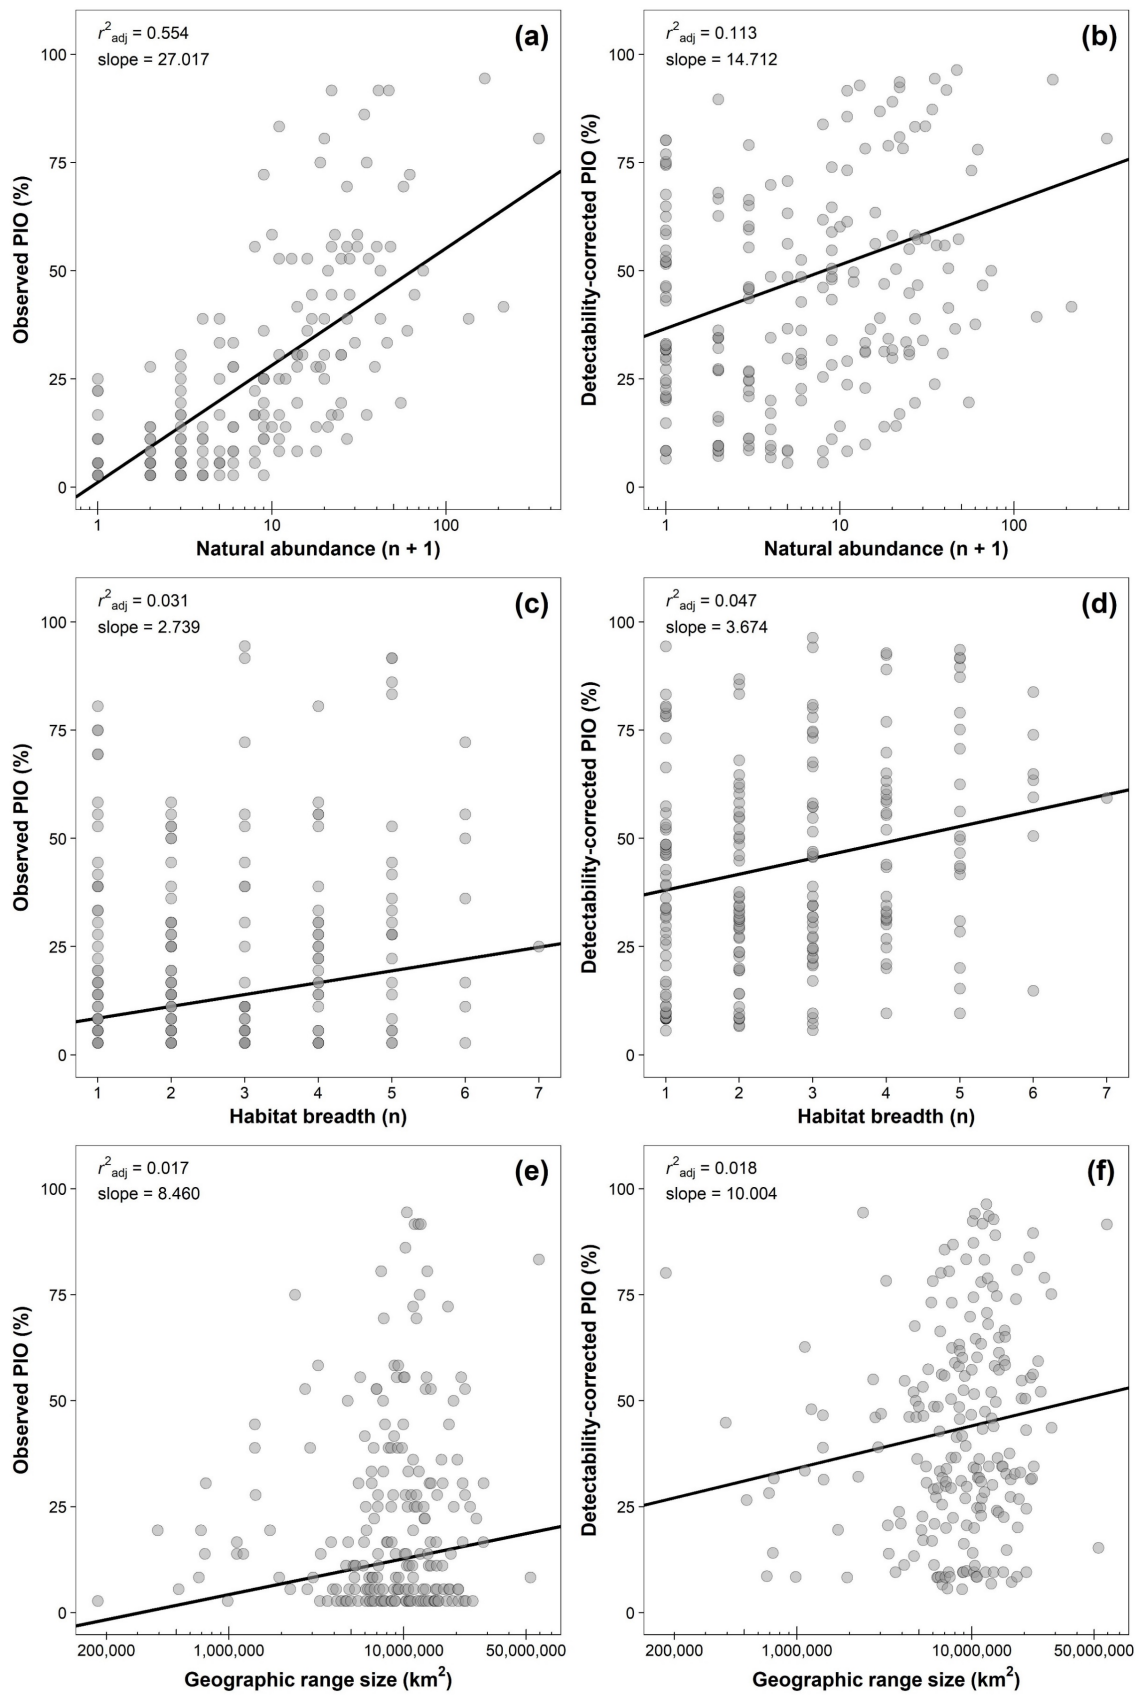 r²adj = 0.554
slope = 27.017
(a)
Observed PIO (%)
100
75
50
25
0
1 10 100
Natural abundance (n + 1)
r²adj = 0.113
slope = 14.712
(b)
Detectability-corrected PIO (%)
100
75
50
25
0
1 10 100
Natural abundance (n + 1)
r²adj = 0.031
slope = 2.739
(c)
Observed PIO (%)
100
75
50
25
0
1 2 3 4 5 6 7
Habitat breadth (n)
r²adj = 0.047
slope = 3.674
(d)
Detectability-corrected PIO (%)
100
75
50
25
0
1 2 3 4 5 6 7
Habitat breadth (n)
r²adj = 0.017
slope = 8.460
(e)
Observed PIO (%)
100
75
50
25
0
200,000 1,000,000 10,000,000 50,000,000
Geographic range size (km²)
r²adj = 0.018
slope = 10.004
(f)
Detectability-corrected PIO (%)
100
75
50
25
0
200,000 1,000,000 10,000,000 50,000,000
Geographic range size (km²)